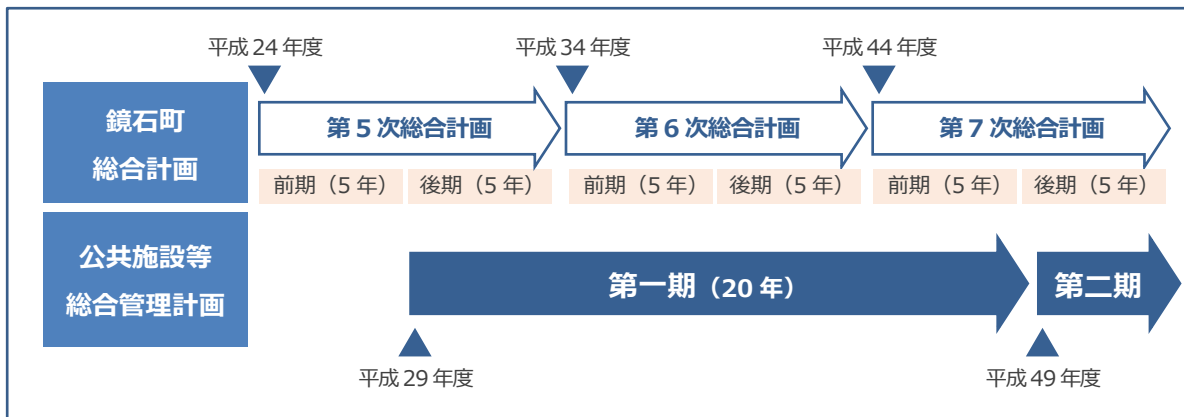 平成24年度
平成34年度
平成44年度
鏡石町
総合計画
第5次総合計画
第6次総合計画
第7次総合計画
前期（5年）
後期（5年）
前期（5年）
後期（5年）
前期（5年）
後期（5年）
公共施設等
総合管理計画
第一期（20年）
第二期
平成29年度
平成49年度